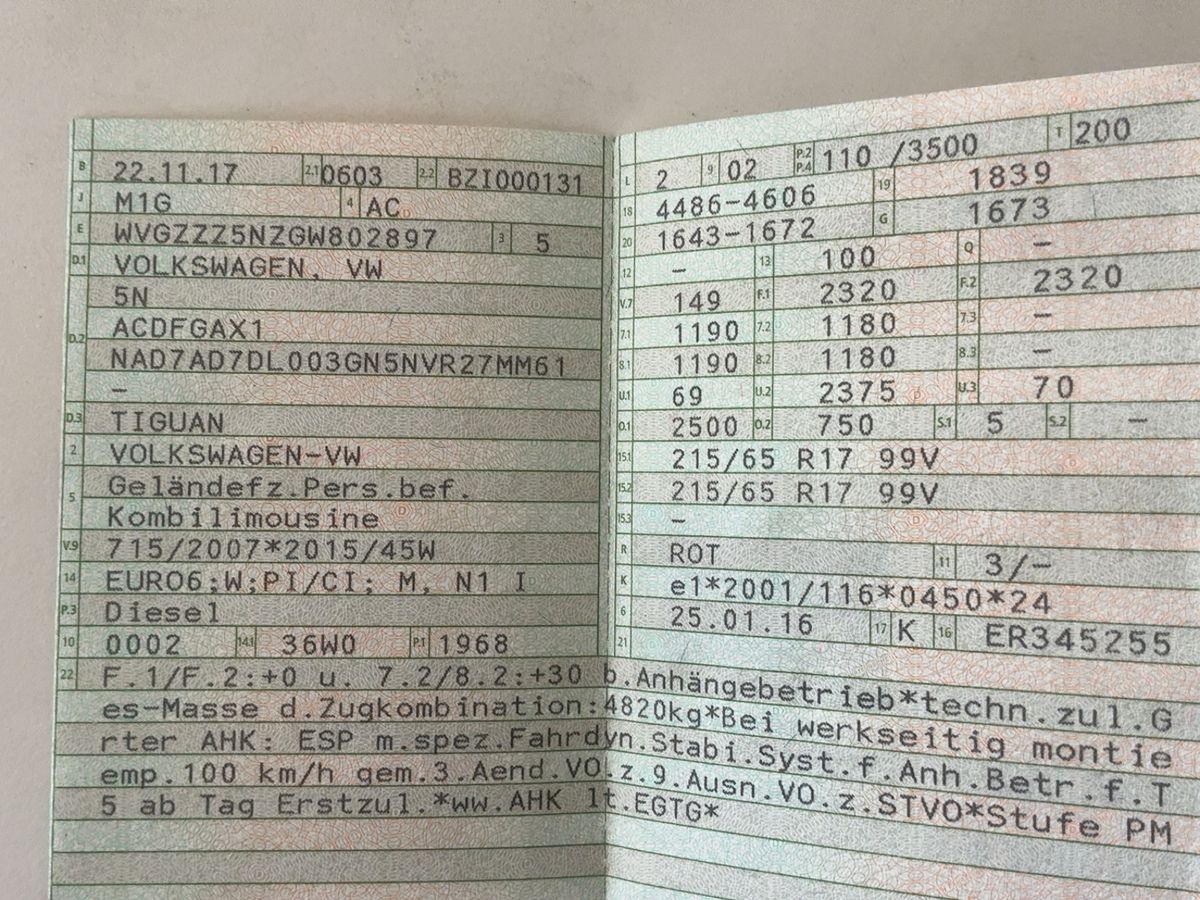 B 22.11.17 2.1 0603 2.2 BZI000131
J M1G 4 AC
E WVGZZZ5NZGW802897 3 5
D.1 VOLKSWAGEN, VW
5N
D.2 ACDFGAX1
NAD7AD7DL003GN5NVR27MM61
–
D.3 TIGUAN
2 VOLKSWAGEN-VW
5 Geländefz.Pers.bef.
Kombilimousine
V.9 715/2007*2015/45W
14 EURO6;W;PI/CI; M, N1 I
P.3 Diesel
10 0002 14.1 36W0 P.1 1968
L 2 9 02 P.2 P.4 110 /3500 T 200
18 4486-4606 19 1839
20 1643-1672 G 1673
12 – 13 100 Q –
V.7 149 F.1 2320 F.2 2320
7.1 1190 7.2 1180 7.3 –
8.1 1190 8.2 1180 8.3 –
U.1 69 U.2 2375 U.3 70
O.1 2500 O.2 750 S.1 5 S.2 –
15.1 215/65 R17 99V
15.2 215/65 R17 99V
15.3 –
R ROT 11 3/–
K e1*2001/116*0450*24
6 25.01.16 17 K 16 ER345255
21
22 F.1/F.2:+0 u. 7.2/8.2:+30 b.Anhängebetrieb*techn.zul.G
es-Masse d.Zugkombination:4820kg*Bei werkseitig montie
rter AHK: ESP m.spez.Fahrdyn.Stabi.Syst.f.Anh.Betr.f.T
emp.100 km/h gem.3.Aend.VO.z.9.Ausn.VO.z.STVO*Stufe PM
5 ab Tag Erstzul.*ww.AHK lt.EGTG*